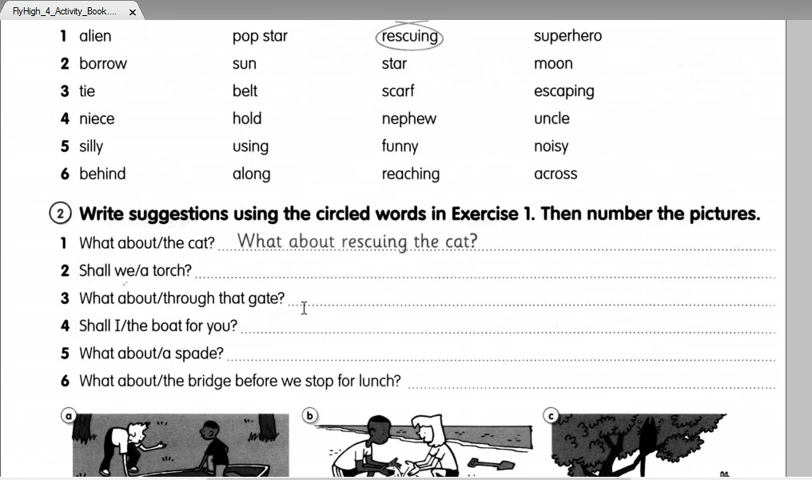 FlyHigh_4_Activity_Book.... ×
1 alien pop star rescuing superhero
2 borrow sun star moon
3 tie belt scarf escaping
4 niece hold nephew uncle
5 silly using funny noisy
6 behind along reaching across
2 Write suggestions using the circled words in Exercise 1. Then number the pictures.
1 What about/the cat? What about rescuing the cat?
2 Shall we/a torch?
3 What about/through that gate?
4 Shall I/the boat for you?
5 What about/a spade?
6 What about/the bridge before we stop for lunch?
a b c